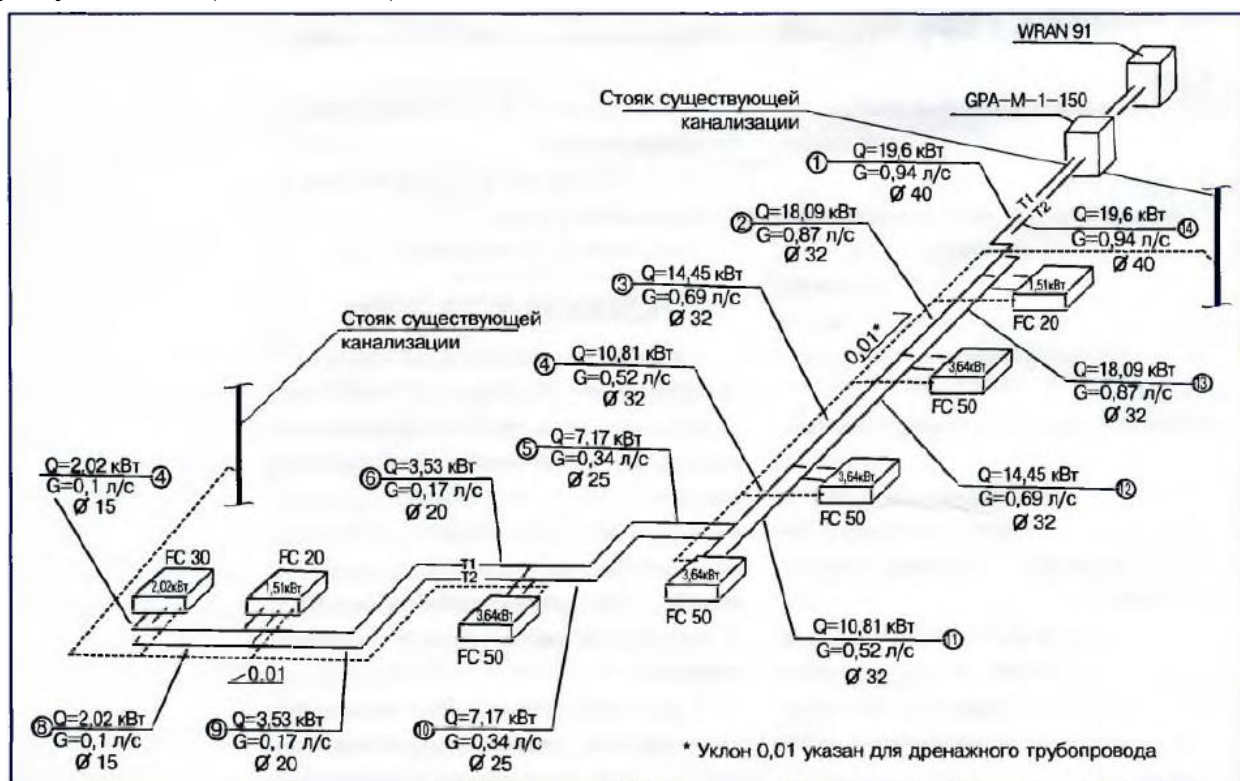 WRAN 91
GPA-M-1-150
Стояк существующей
канализации
① Q=19,6 кВт
G=0,94 л/с
Ø 40
T1
T2
Q=19,6 кВт ⑭
G=0,94 л/с
Ø 40
② Q=18,09 кВт
G=0,87 л/с
Ø 32
1,51кВт
FC 20
③ Q=14,45 кВт
G=0,69 л/с
Ø 32
0,01*
Стояк существующей
канализации
④ Q=10,81 кВт
G=0,52 л/с
Ø 32
3,64кВт
FC 50
Q=18,09 кВт ⑬
G=0,87 л/с
Ø 32
⑤ Q=7,17 кВт
G=0,34 л/с
Ø 25
Q=2,02 кВт ④
G=0,1 л/с
Ø 15
⑥ Q=3,53 кВт
G=0,17 л/с
Ø 20
3,64кВт
FC 50
Q=14,45 кВт ⑫
G=0,69 л/с
Ø 32
FC 30
2,02кВт
FC 20
1,51кВт
T1
T2
3,64кВт
FC 50
3,64кВт
FC 50
0,01
Q=10,81 кВт ⑪
G=0,52 л/с
Ø 32
⑧ Q=2,02 кВт
G=0,1 л/с
Ø 15
⑨ Q=3,53 кВт
G=0,17 л/с
Ø 20
⑩ Q=7,17 кВт
G=0,34 л/с
Ø 25
* Уклон 0,01 указан для дренажного трубопровода